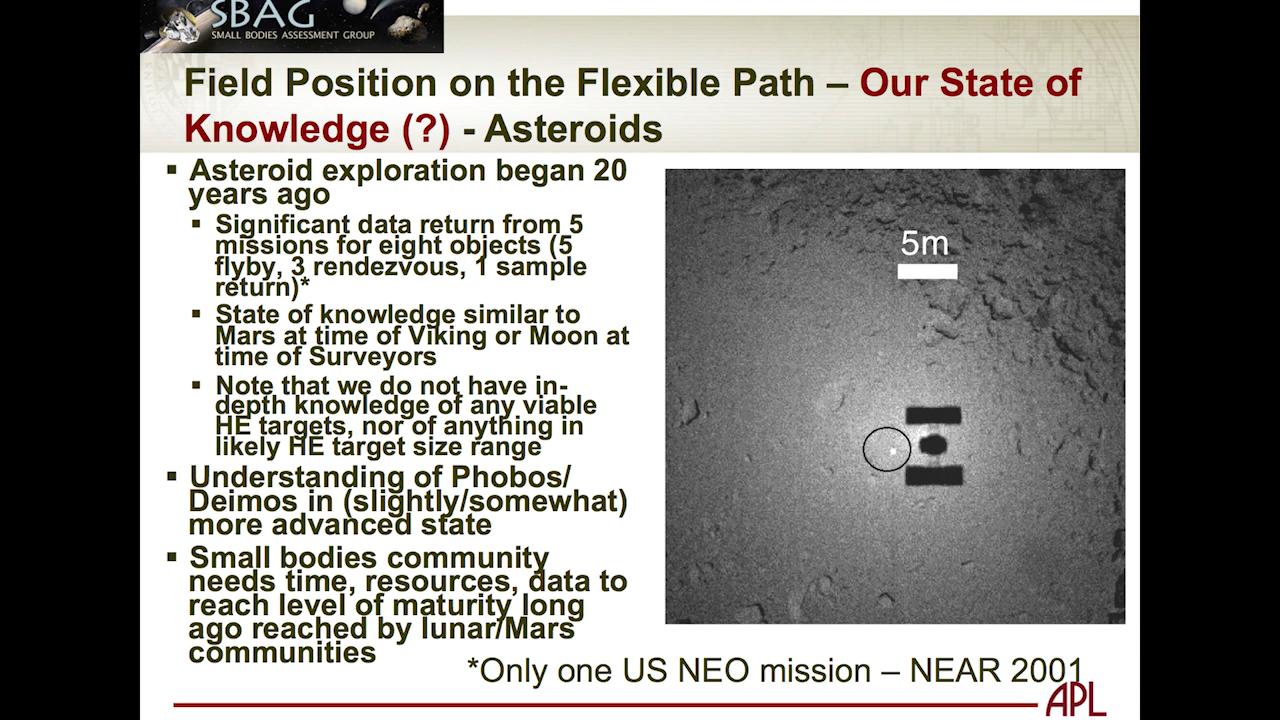 SBAG
SMALL BODIES ASSESSMENT GROUP
Field Position on the Flexible Path – Our State of
Knowledge (?) - Asteroids
Asteroid exploration began 20
years ago
Significant data return from 5
missions for eight objects (5
flyby, 3 rendezvous, 1 sample
return)*
State of knowledge similar to
Mars at time of Viking or Moon at
time of Surveyors
Note that we do not have in-
depth knowledge of any viable
HE targets, nor of anything in
likely HE target size range
Understanding of Phobos/
Deimos in (slightly/somewhat)
more advanced state
Small bodies community
needs time, resources, data to
reach level of maturity long
ago reached by lunar/Mars
communities
5m
*Only one US NEO mission – NEAR 2001
APL